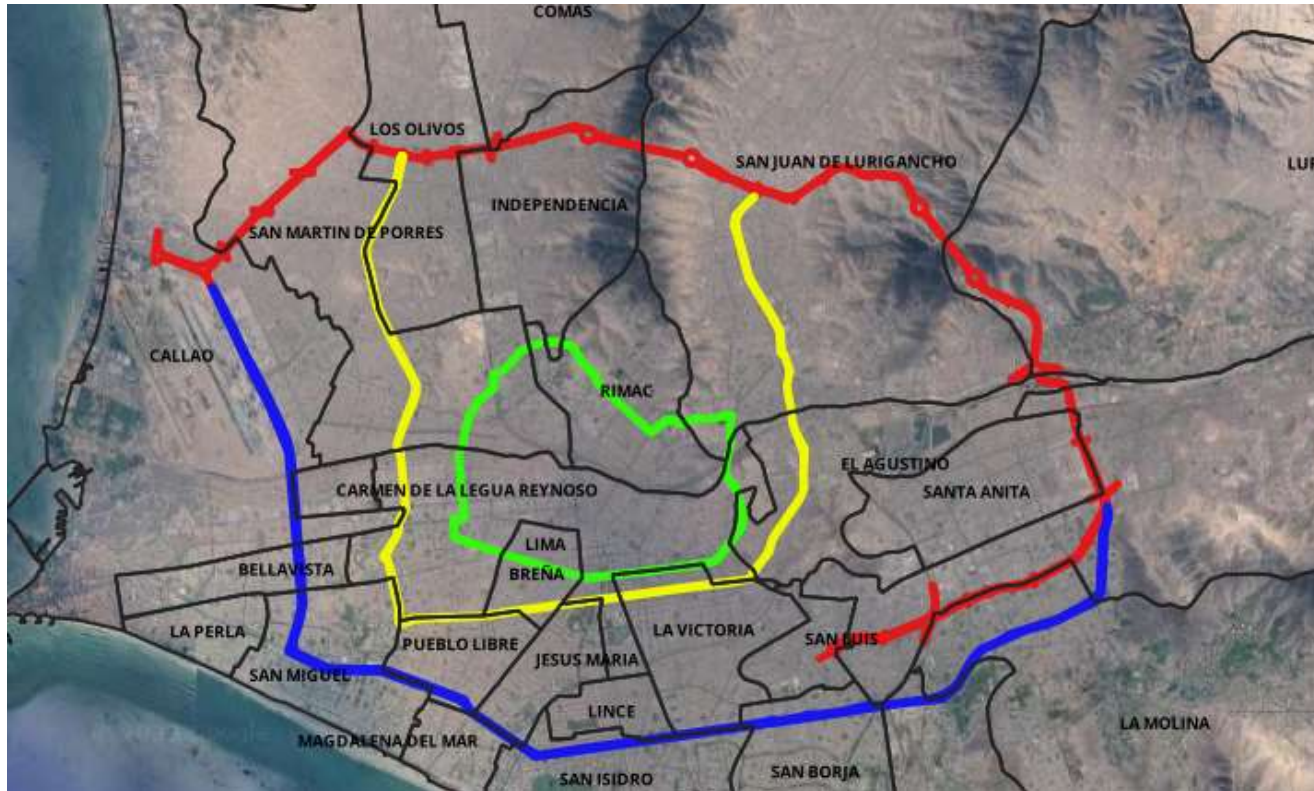 COMAS
LOS OLIVOS
SAN JUAN DE LURIGANCHO
LUR
INDEPENDENCIA
SAN MARTIN DE PORRES
CALLAO
RIMAC
EL AGUSTINO
CARMEN DE LA LEGUA REYNOSO
SANTA ANITA
LIMA
BELLAVISTA
BREÑA
LA PERLA
LA VICTORIA
SAN LUIS
PUEBLO LIBRE
JESUS MARIA
SAN MIGUEL
LINCE
LA MOLINA
MAGDALENA DEL MAR
SAN ISIDRO
SAN BORJA